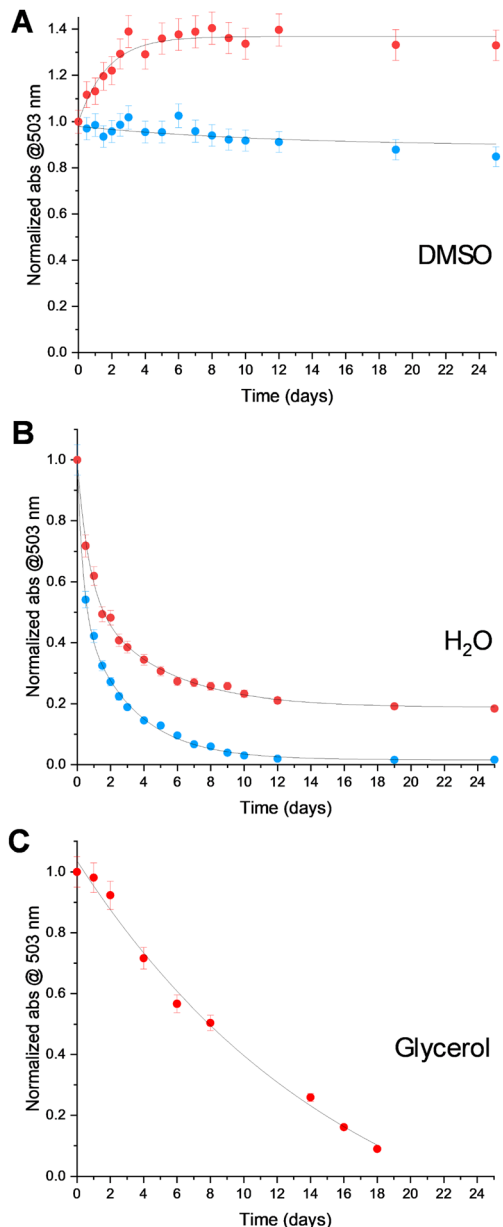 A
Normalized abs @503 nm
1.4
1.2
1.0
0.8
0.6
0.4
0.2
0.0
DMSO
0 2 4 6 8 10 12 14 16 18 20 22 24
Time (days)
B
Normalized abs @503 nm
1.0
0.8
0.6
0.4
0.2
0.0
H₂O
0 2 4 6 8 10 12 14 16 18 20 22 24
Time (days)
C
Normalized abs @ 503 nm
1.0
0.8
0.6
0.4
0.2
0.0
Glycerol
0 2 4 6 8 10 12 14 16 18 20 22 24
Time (days)